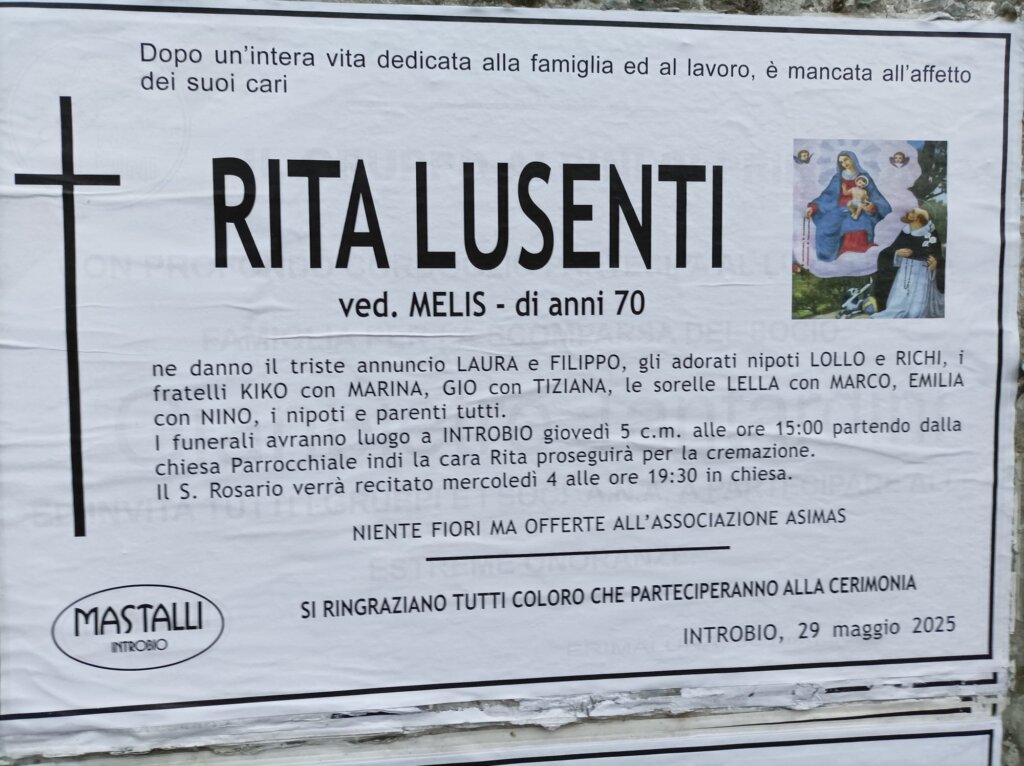 Dopo un'intera vita dedicata alla famiglia ed al lavoro, è mancata all'affetto
dei suoi cari
RITA LUSENTI
ved. MELIS - di anni 70
ne danno il triste annuncio LAURA e FILIPPO, gli adorati nipoti LOLLO e RICHI, i
fratelli KIKO con MARINA, GIO con TIZIANA, le sorelle LELLA con MARCO, EMILIA
con NINO, i nipoti e parenti tutti.
I funerali avranno luogo a INTROBIO giovedì 5 c.m. alle ore 15:00 partendo dalla
chiesa Parrocchiale indi la cara Rita proseguirà per la cremazione.
Il S. Rosario verrà recitato mercoledì 4 alle ore 19:30 in chiesa.
NIENTE FIORI MA OFFERTE ALL'ASSOCIAZIONE ASIMAS
SI RINGRAZIANO TUTTI COLORO CHE PARTECIPERANNO ALLA CERIMONIA
MASTALLI
INTROBIO
INTROBIO, 29 maggio 2025